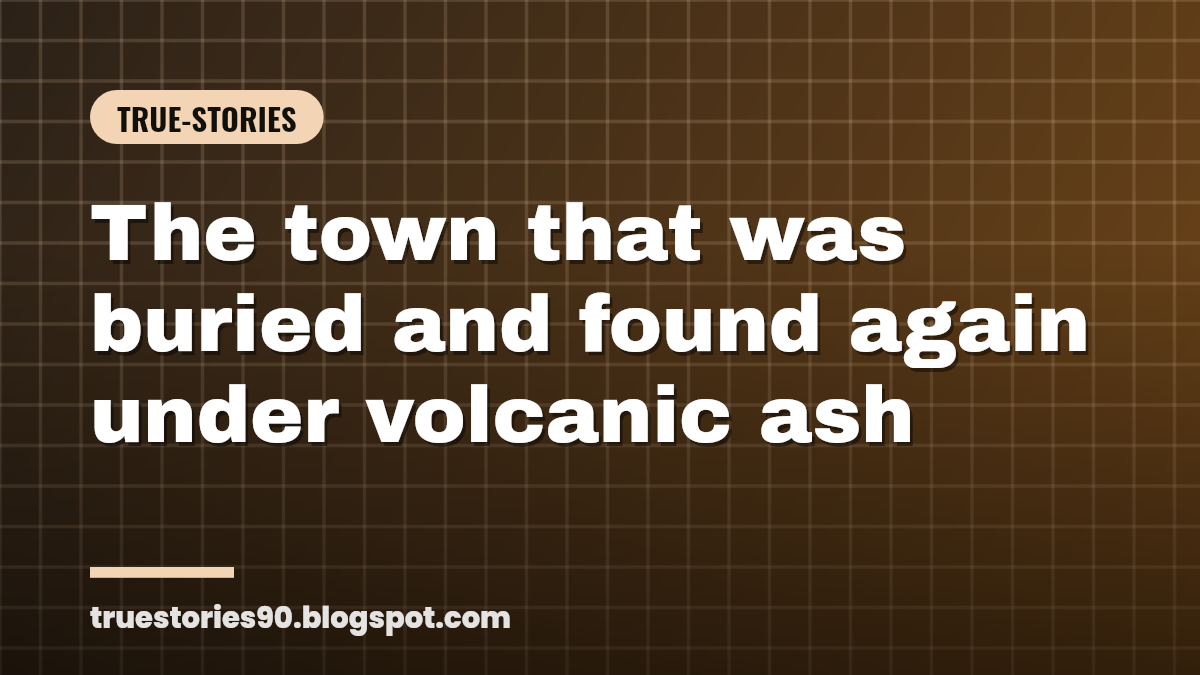 TRUE-STORIES
The town that was
buried and found again
under volcanic ash
truestories90.blogspot.com